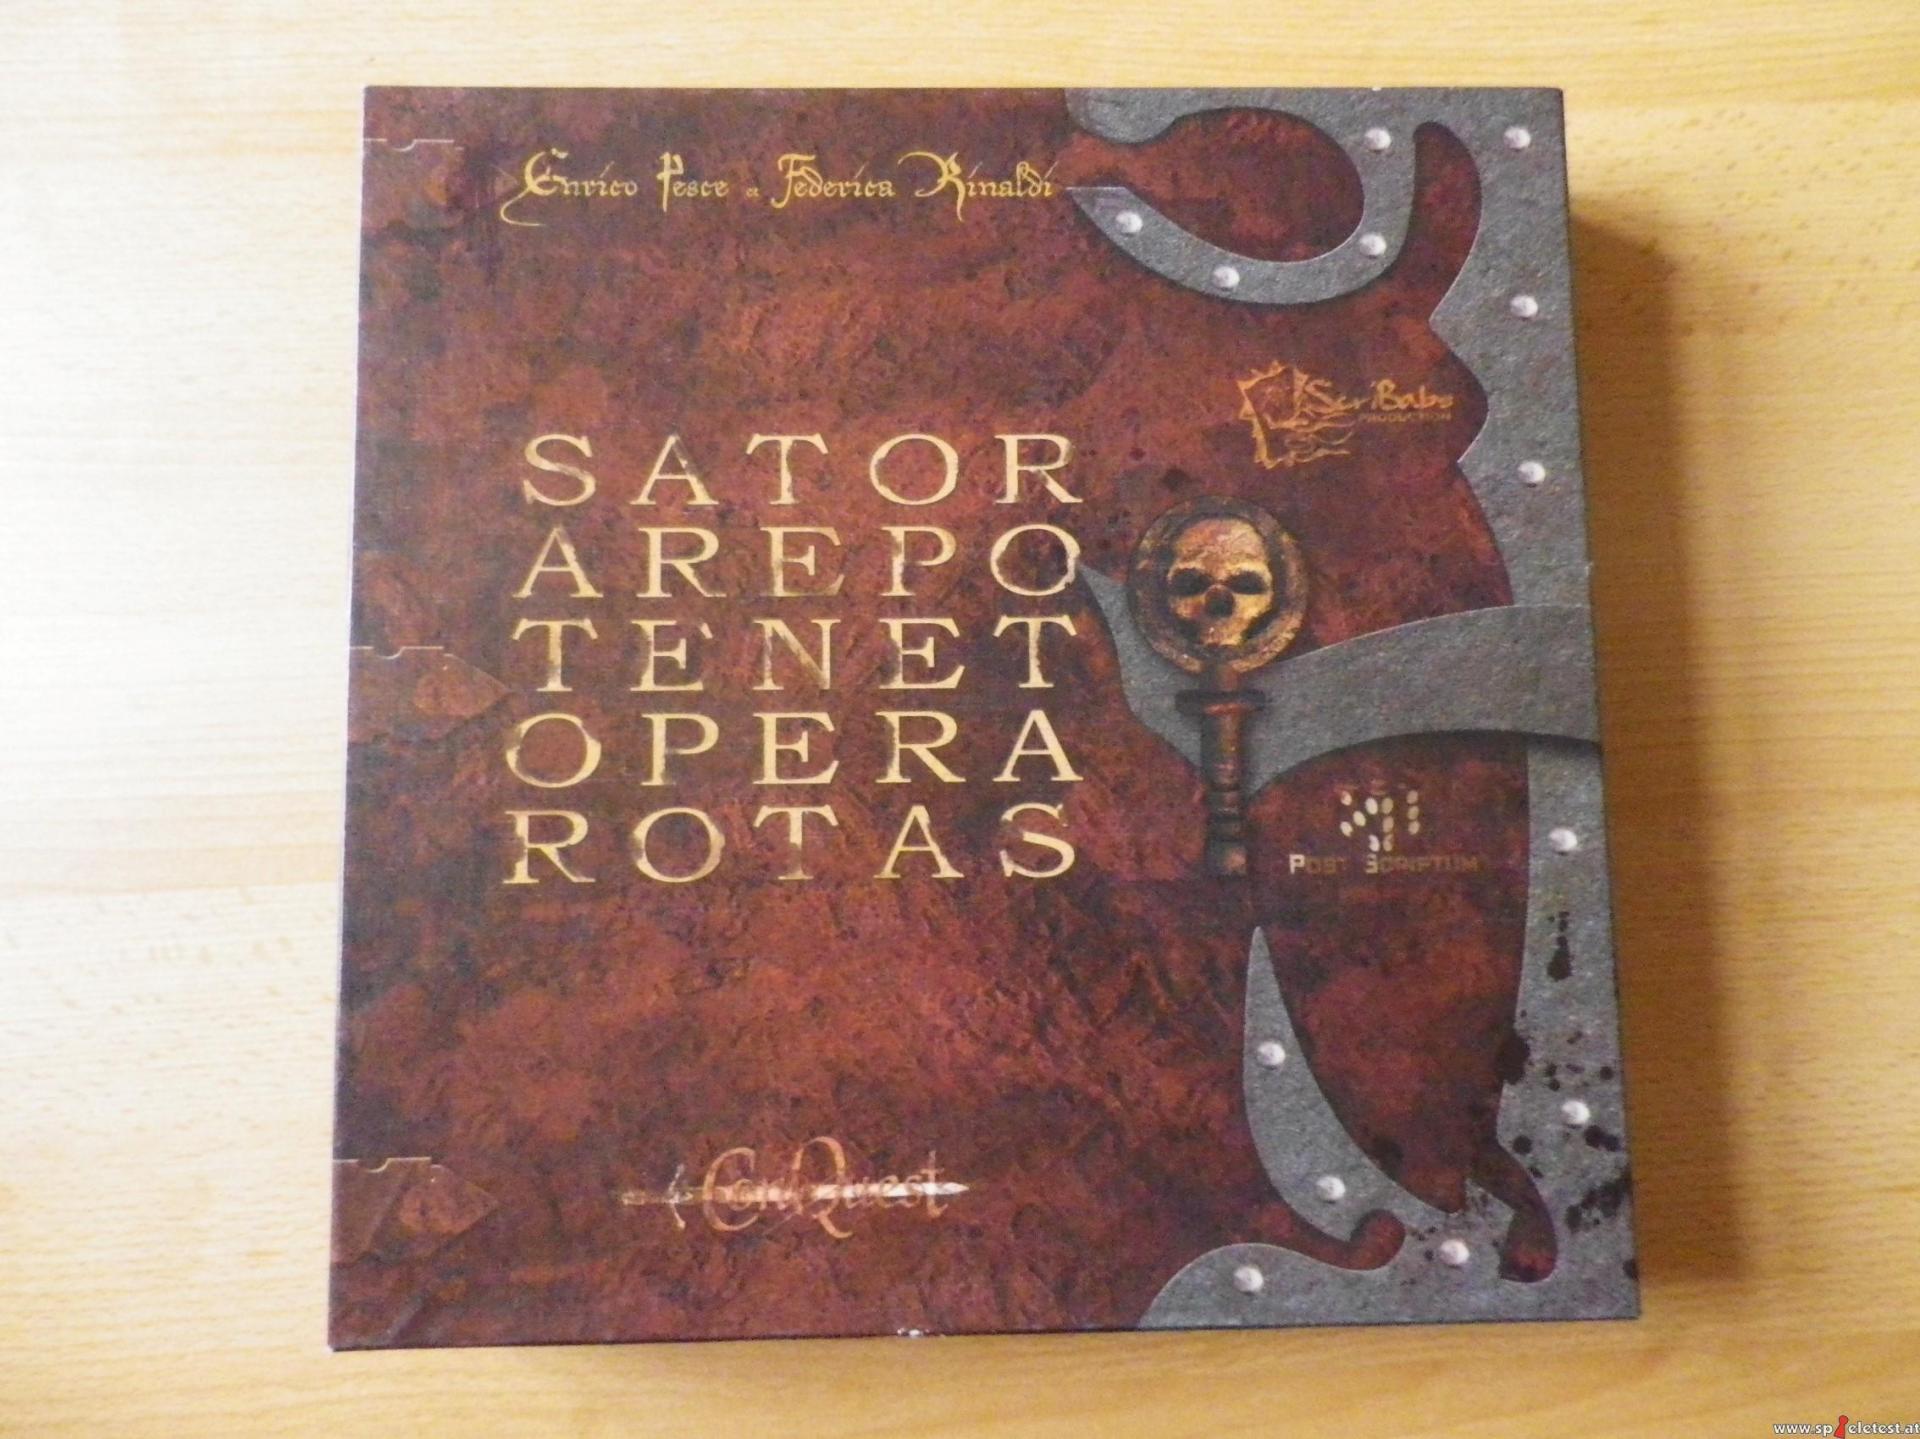 Enrico Pesce & Federica Rinaldi
ScriBabs
PRODUCTION
SATOR
AREPO
TENET
OPERA
ROTAS
POST SCRIPTUM
ConQuest
www.spieletest.at